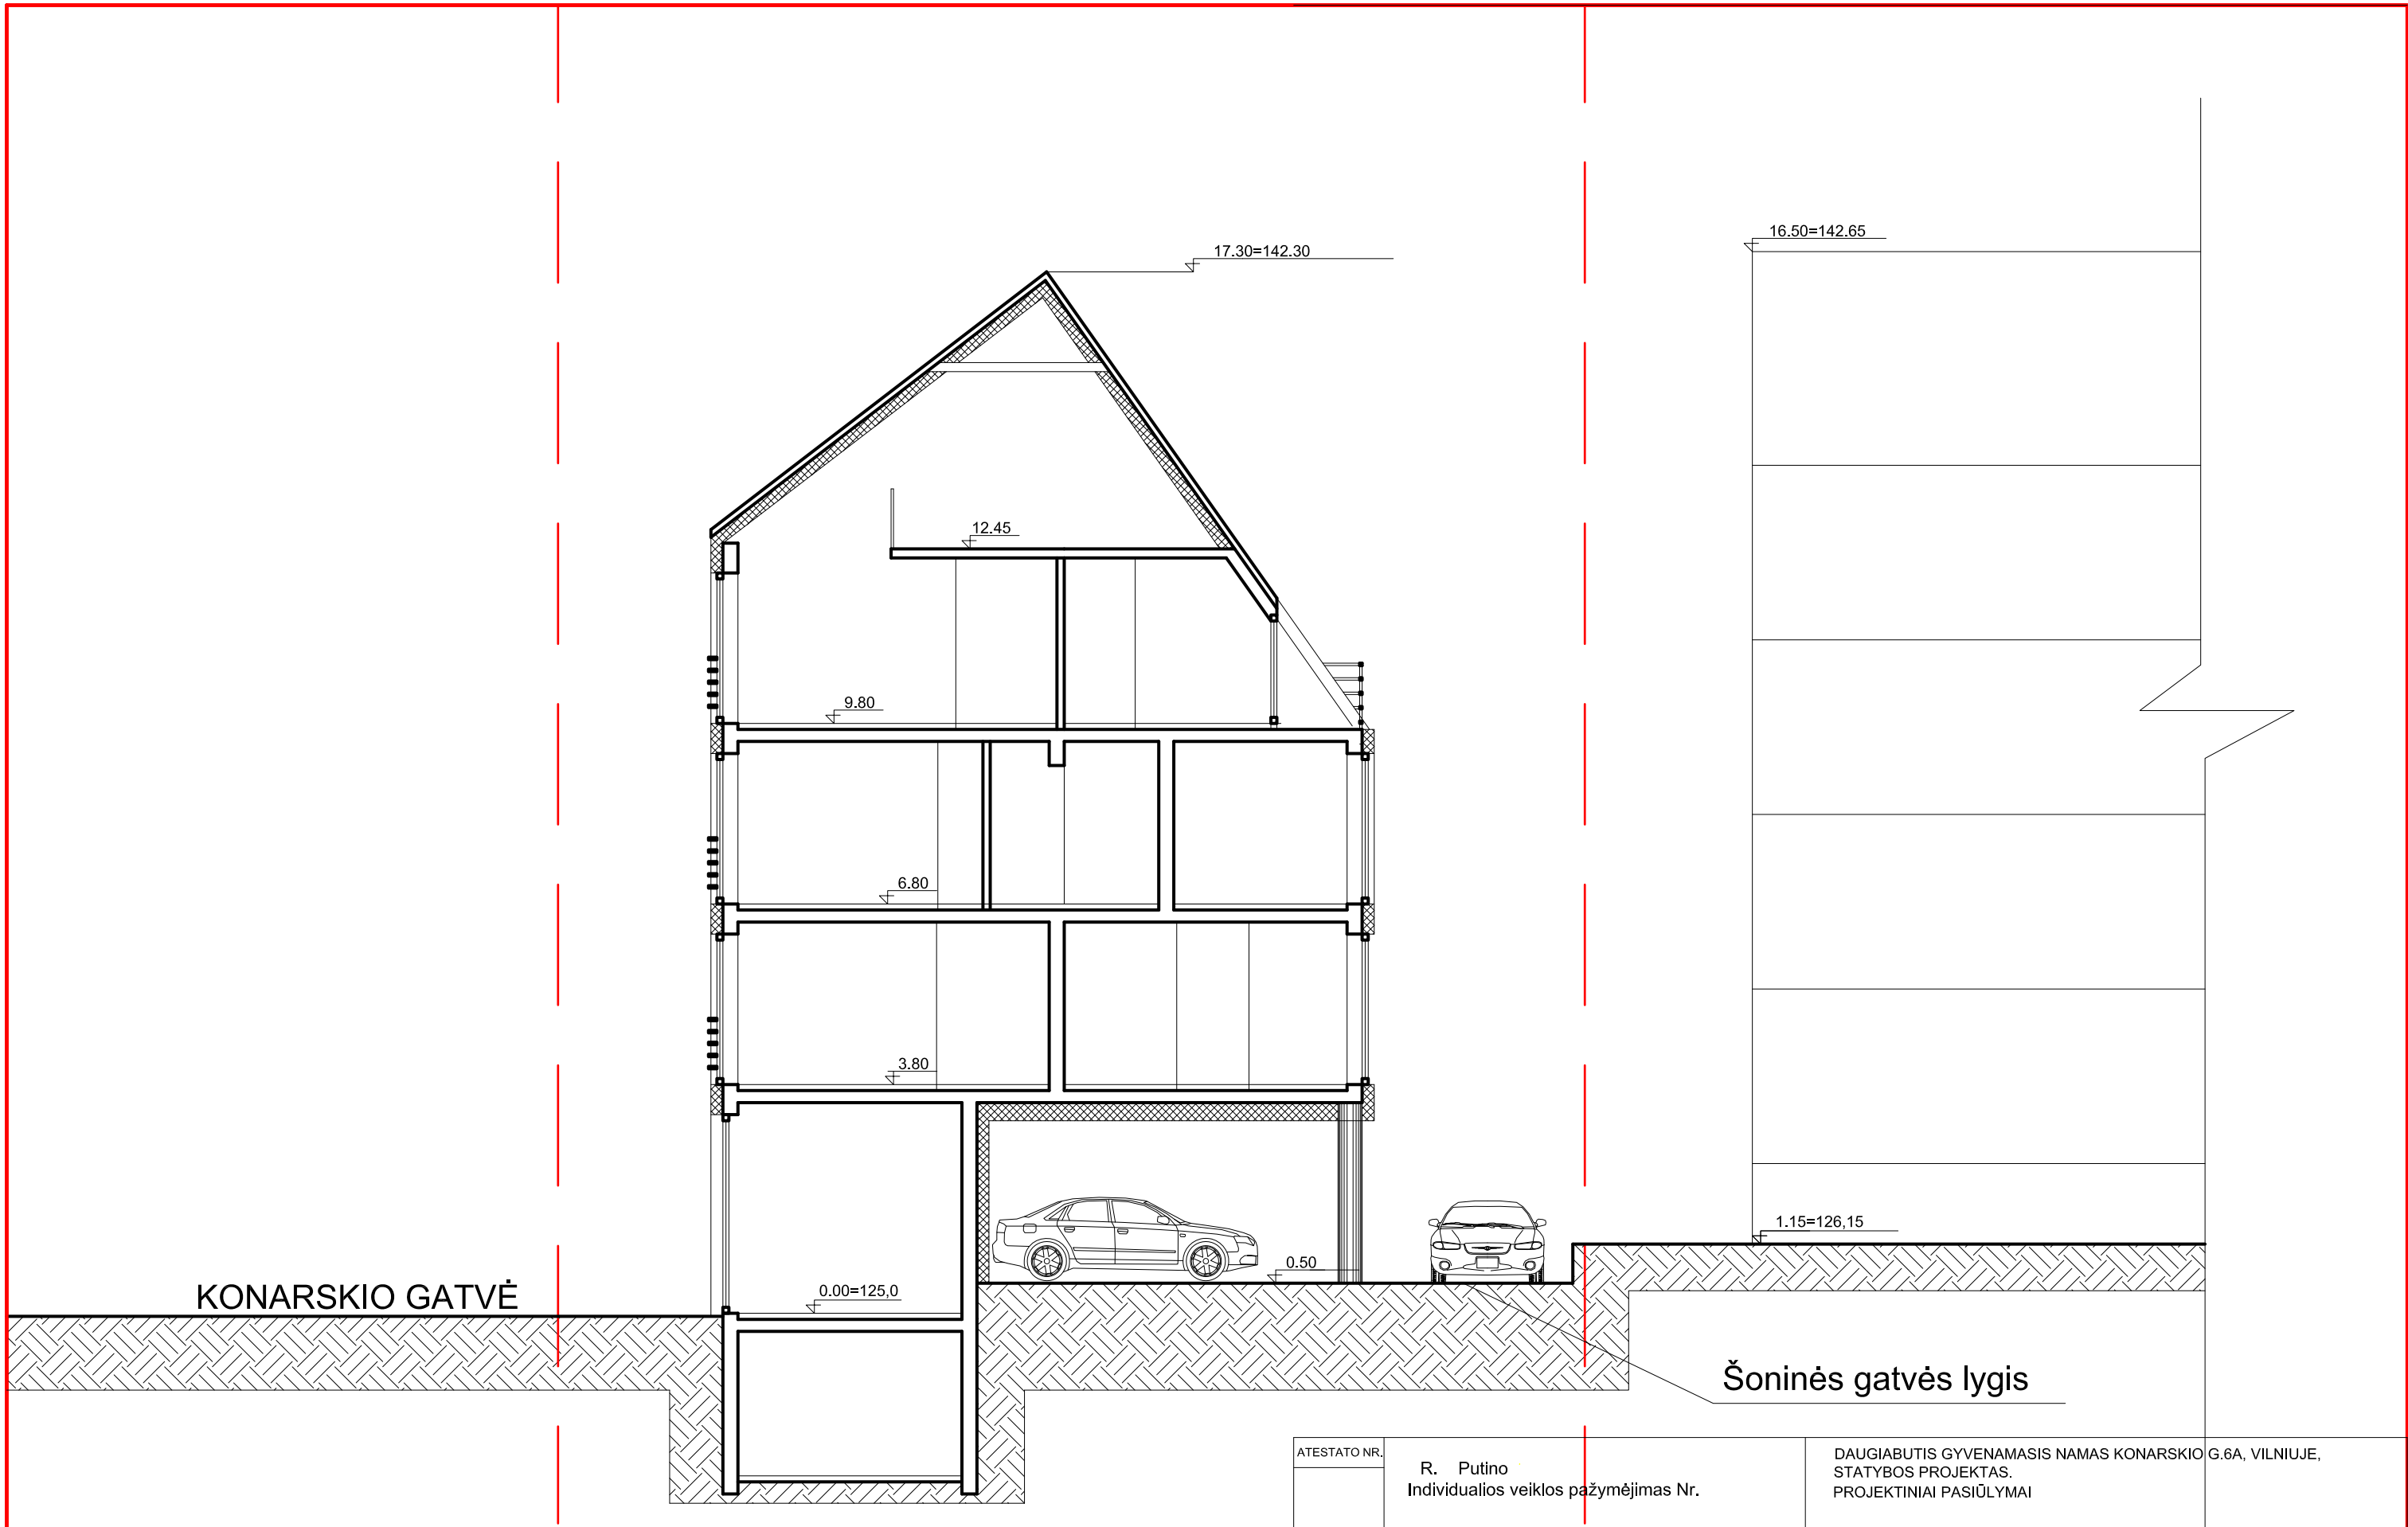 16.50=142.65
17.30=142.30
12.45
9.80
6.80
3.80
1.15=126,15
0.50
0.00=125,0
KONARSKIO GATVĖ
Šoninės gatvės lygis
ATESTATO NR.
R. Putino
Individualios veiklos pažymėjimas Nr.
DAUGIABUTIS GYVENAMASIS NAMAS KONARSKIO G.6A, VILNIUJE,
STATYBOS PROJEKTAS.
PROJEKTINIAI PASIŪLYMAI